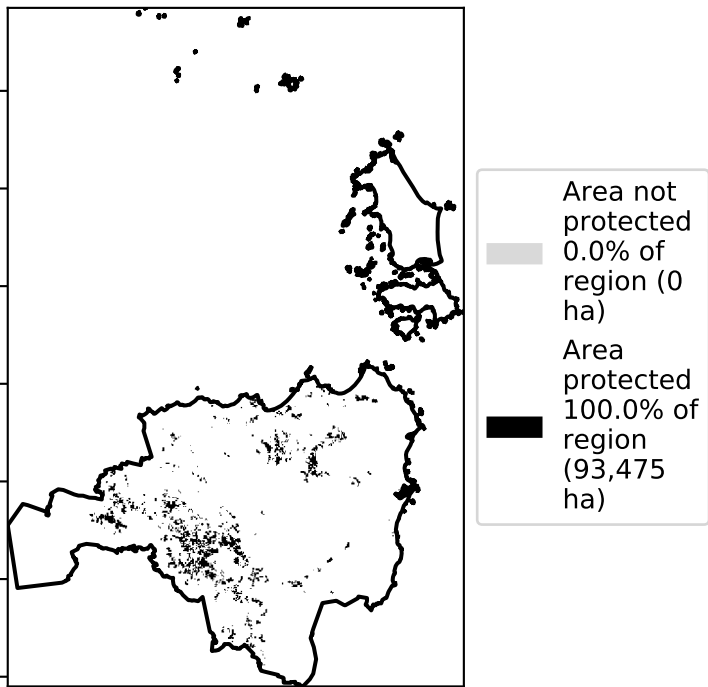 Area not
protected
0.0% of
region (0
ha)
Area
protected
100.0% of
region
(93,475
ha)